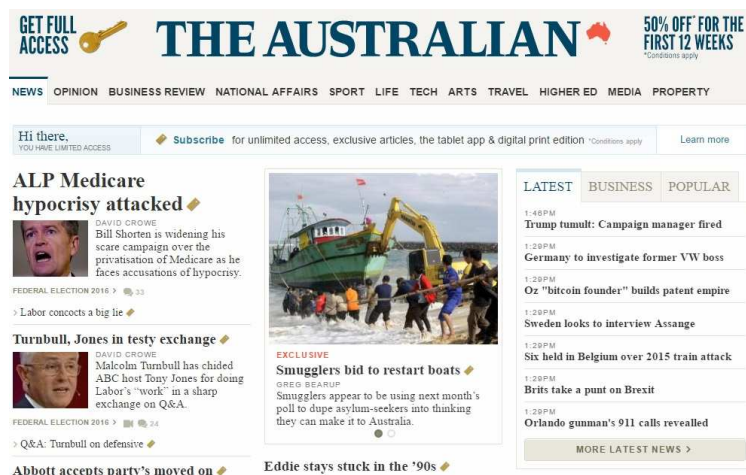 GET FULL
ACCESS
THE AUSTRALIAN
50% OFF* FOR THE
FIRST 12 WEEKS
*Conditions apply
NEWS OPINION BUSINESS REVIEW NATIONAL AFFAIRS SPORT LIFE TECH ARTS TRAVEL HIGHER ED MEDIA PROPERTY
Hi there,
YOU HAVE LIMITED ACCESS
Subscribe for unlimited access, exclusive articles, the tablet app & digital print edition *Conditions apply
Learn more
ALP Medicare
hypocrisy attacked
DAVID CROWE
Bill Shorten is widening his
scare campaign over the
privatisation of Medicare as he
faces accusations of hypocrisy.
FEDERAL ELECTION 2016 > 33
> Labor concocts a big lie
Turnbull, Jones in testy exchange
DAVID CROWE
Malcolm Turnbull has chided
ABC host Tony Jones for doing
Labor's “work” in a sharp
exchange on Q&A.
FEDERAL ELECTION 2016 > 24
> Q&A: Turnbull on defensive
Abbott accepts party's moved on
EXCLUSIVE
Smugglers bid to restart boats
GREG BEARUP
Smugglers appear to be using next month's
poll to dupe asylum-seekers into thinking
they can make it to Australia.
Eddie stays stuck in the '90s
LATEST BUSINESS POPULAR
1:46PM
Trump tumult: Campaign manager fired
1:29PM
Germany to investigate former VW boss
1:29PM
Oz "bitcoin founder" builds patent empire
1:29PM
Sweden looks to interview Assange
1:29PM
Six held in Belgium over 2015 train attack
1:29PM
Brits take a punt on Brexit
1:29PM
Orlando gunman's 911 calls revealled
MORE LATEST NEWS >